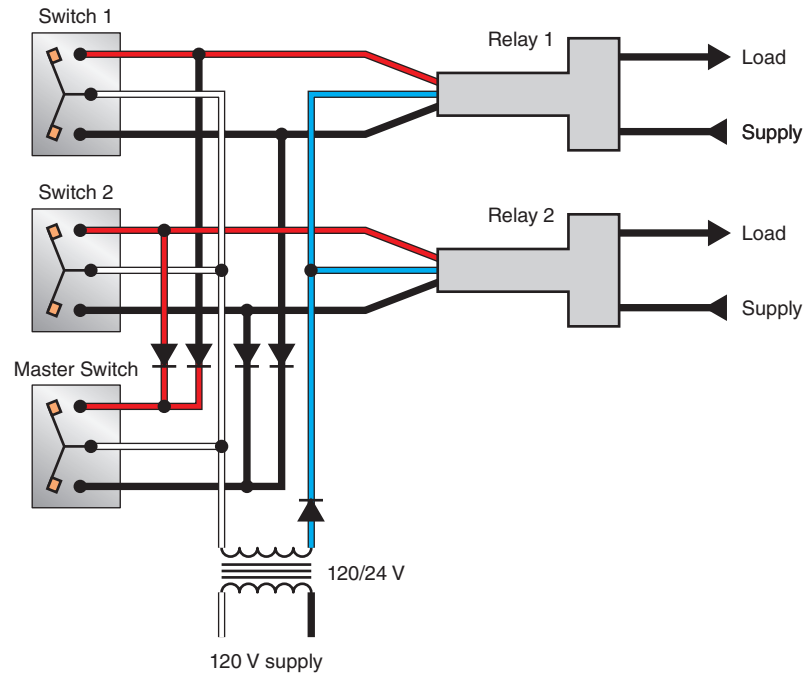 Switch 1
Relay 1
Load
Supply
Switch 2
Relay 2
Load
Supply
Master Switch
120/24 V
120 V supply